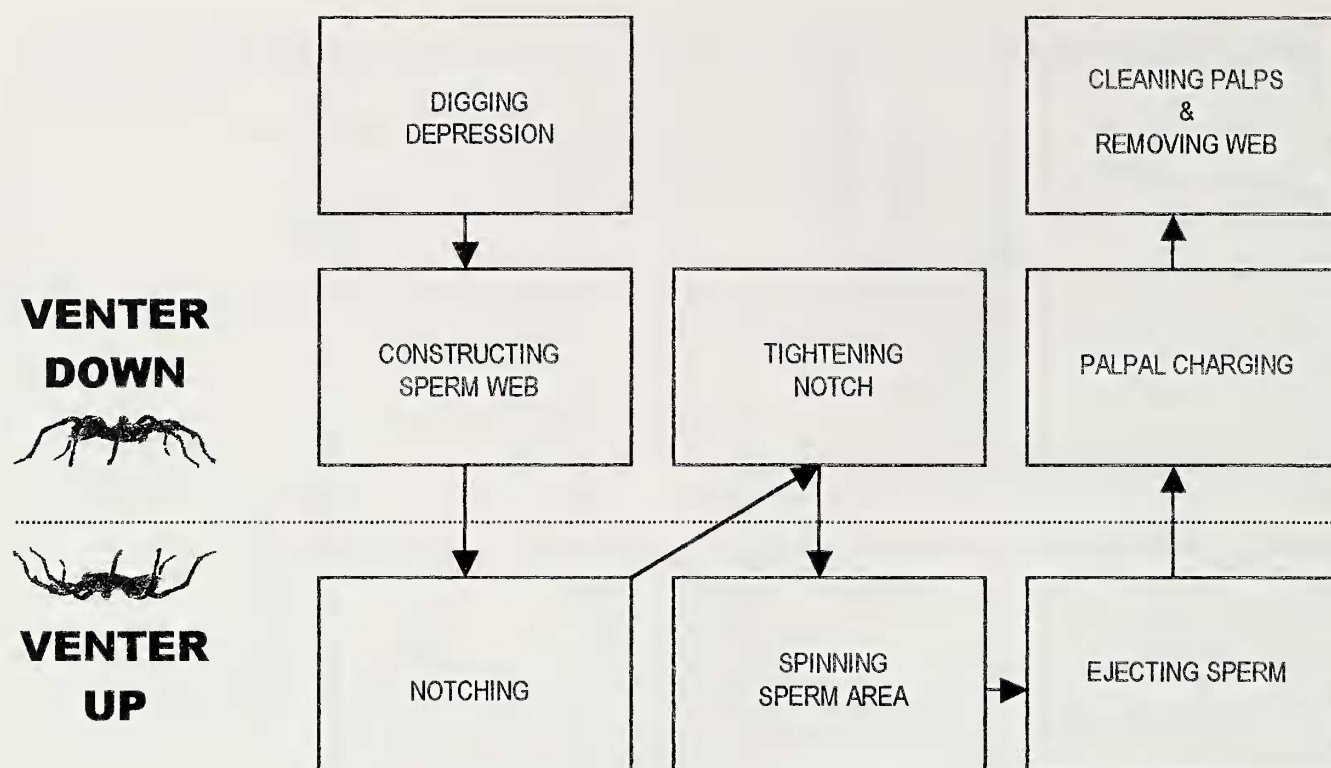 DIGGING
DEPRESSION
CLEANING PALPS
&
REMOVING WEB
VENTER
DOWN
CONSTRUCTING
SPERM WEB
TIGHTENING
NOTCH
PALPAL CHARGING
VENTER
UP
NOTCHING
SPINNING
SPERM AREA
EJECTING SPERM